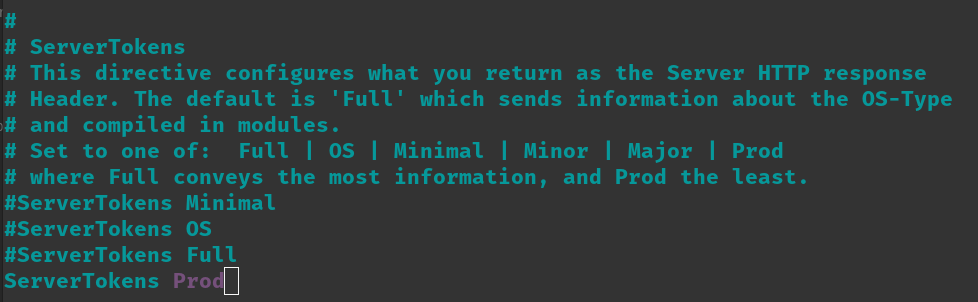 #
# ServerTokens
# This directive configures what you return as the Server HTTP response
# Header. The default is 'Full' which sends information about the OS-Type
# and compiled in modules.
# Set to one of:  Full | OS | Minimal | Minor | Major | Prod
# where Full conveys the most information, and Prod the least.
#ServerTokens Minimal
#ServerTokens OS
#ServerTokens Full
ServerTokens Prod